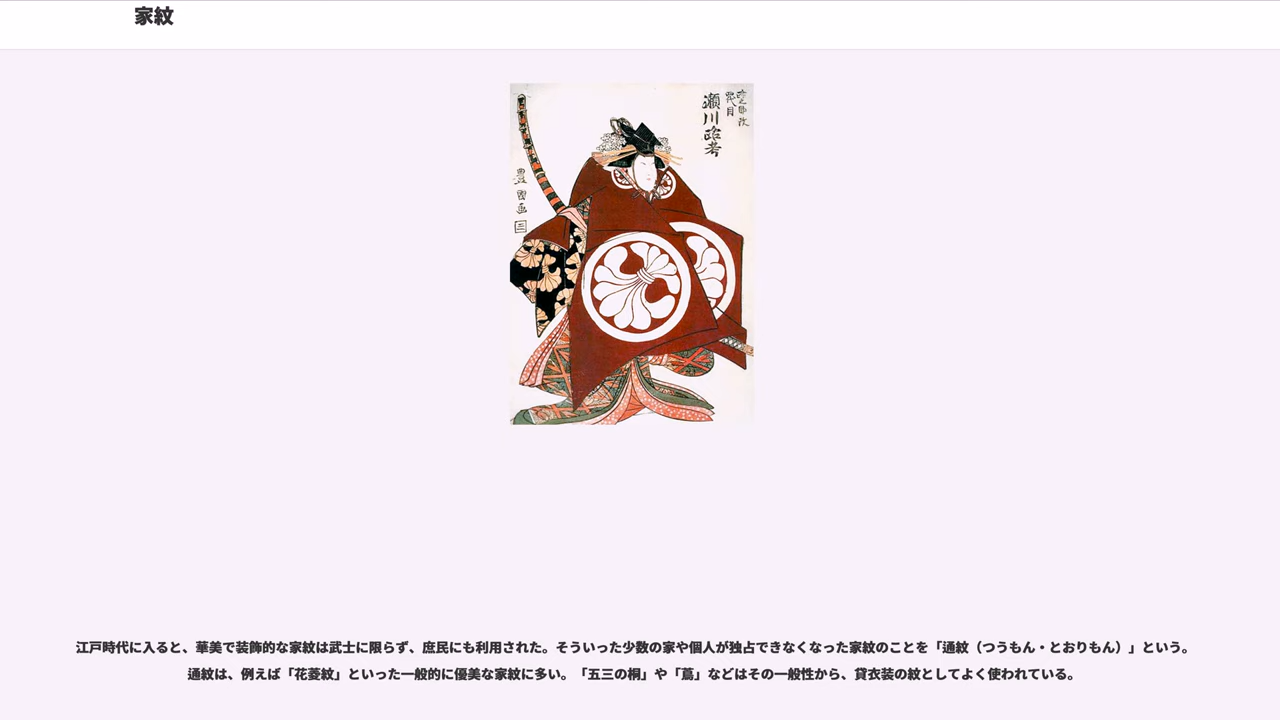 家紋
瀬川路考
豊国画
江戸時代に入ると、華美で装飾的な家紋は武士に限らず、庶民にも利用された。そういった少数の家や個人が独占できなくなった家紋のことを「通紋（つうもん・とおりもん）」という。
通紋は、例えば「花菱紋」といった一般的に優美な家紋に多い。「五三の桐」や「蔦」などはその一般性から、貸衣装の紋としてよく使われている。